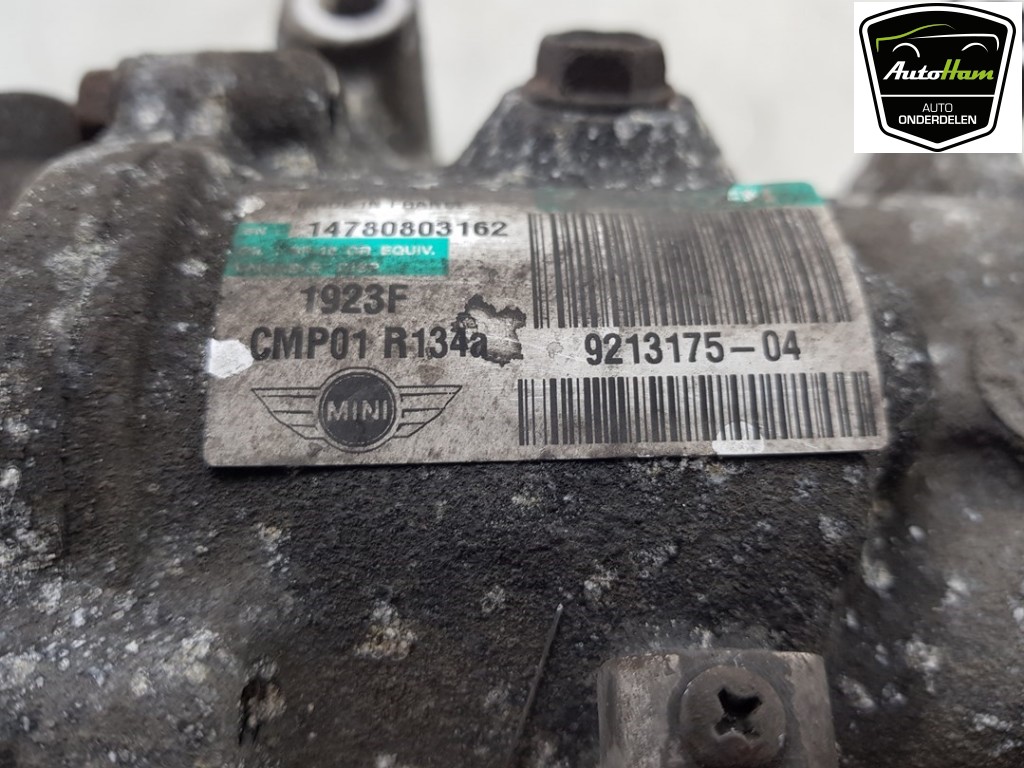 AutoHam
AUTO
ONDERDELEN
14780803162
OR EQUIV.
1923F
CMP01 R134a
9213175-04
MINI